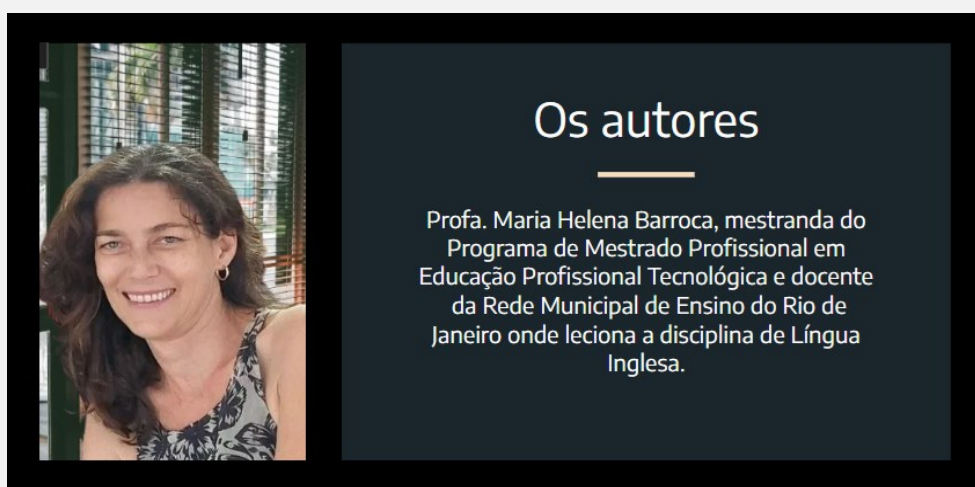 Os autores
Profa. Maria Helena Barroca, mestranda do
Programa de Mestrado Profissional em
Educação Profissional Tecnológica e docente
da Rede Municipal de Ensino do Rio de
Janeiro onde leciona a disciplina de Língua
Inglesa.